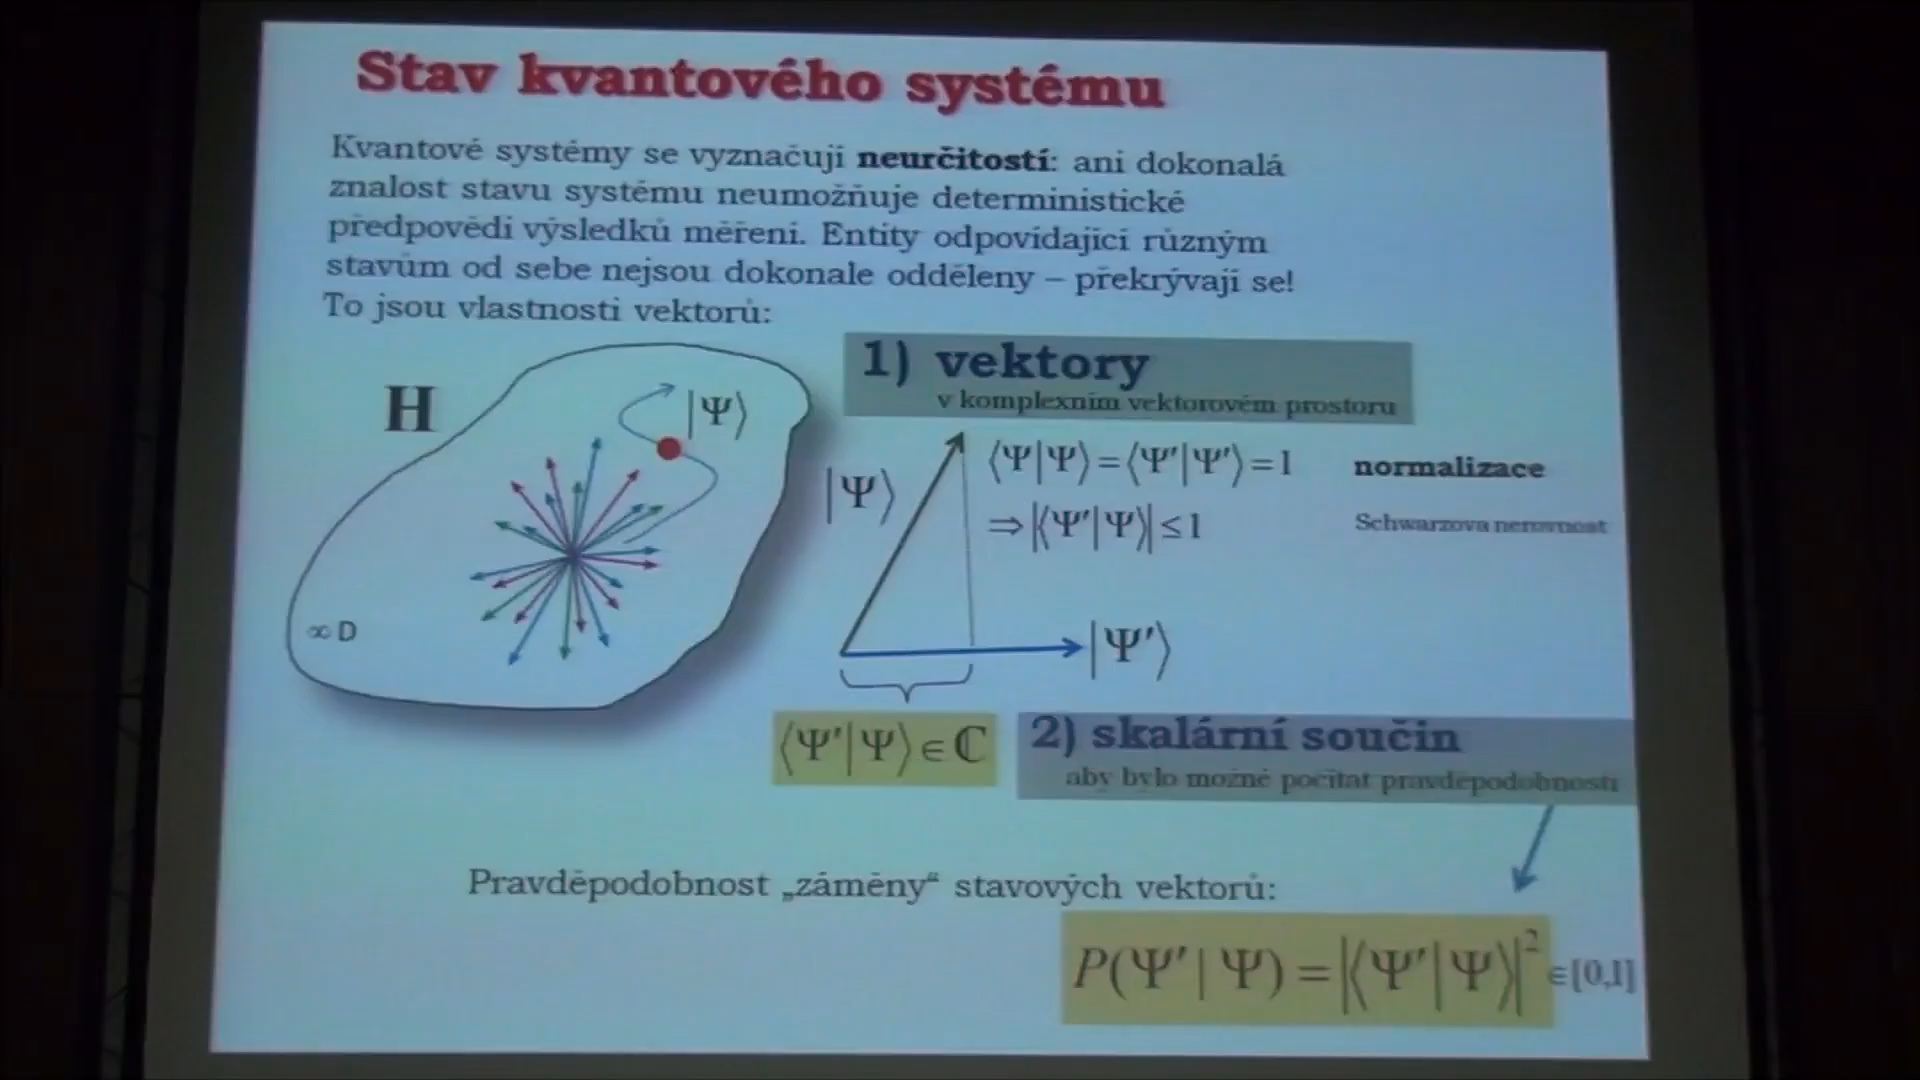 Stav kvantového systému
Kvantové systémy se vyznačují neurčitostí: ani dokonalá
znalost stavu systému neumožňuje deterministické
předpovědi výsledků měření. Entity odpovídající různým
stavům od sebe nejsou dokonale odděleny – překrývají se!
To jsou vlastnosti vektorů:
H
|Ψ⟩
∞ D
1) vektory
v komplexním vektorovém prostoru
|Ψ⟩
⟨Ψ|Ψ⟩=⟨Ψ′|Ψ′⟩=1 normalizace
⇒|⟨Ψ′|Ψ⟩|≤1 Schwarzova nerovnost
|Ψ′⟩
⟨Ψ′|Ψ⟩∈ℂ
2) skalární součin
aby bylo možné počítat pravděpodobnosti
Pravděpodobnost „záměny“ stavových vektorů:
P(Ψ′|Ψ)=|⟨Ψ′|Ψ⟩|² ∈[0,1]